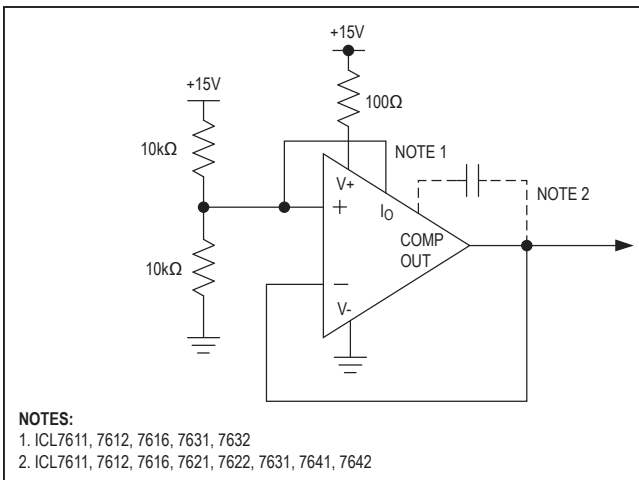 +15V
+15V
100Ω
10kΩ
NOTE 1
V+
IO
+
NOTE 2
COMP
OUT
10kΩ
−
V-
NOTES:
1. ICL7611, 7612, 7616, 7631, 7632
2. ICL7611, 7612, 7616, 7621, 7622, 7631, 7641, 7642